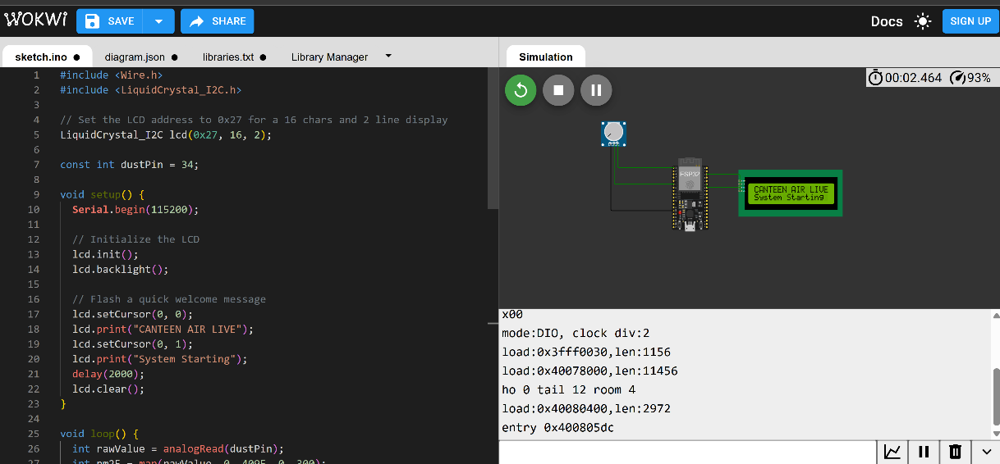 WOKWi
SAVE
SHARE
Docs
SIGN UP
sketch.ino ●
diagram.json ●
libraries.txt ●
Library Manager
Simulation
1 #include <Wire.h>
2 #include <LiquidCrystal_I2C.h>
3
4 // Set the LCD address to 0x27 for a 16 chars and 2 line display
5 LiquidCrystal_I2C lcd(0x27, 16, 2);
6
7 const int dustPin = 34;
8
9 void setup() {
10 Serial.begin(115200);
11
12 // Initialize the LCD
13 lcd.init();
14 lcd.backlight();
15
16 // Flash a quick welcome message
17 lcd.setCursor(0, 0);
18 lcd.print("CANTEEN AIR LIVE");
19 lcd.setCursor(0, 1);
20 lcd.print("System Starting");
21 delay(2000);
22 lcd.clear();
23 }
24
25 void loop() {
26 int rawValue = analogRead(dustPin);
27 int pm25 = map(rawValue, 0, 4095, 0, 300);
00:02.464
93%
ESP32
CANTEEN AIR LIVE
System Starting
x00
mode:DIO, clock div:2
load:0x3fff0030,len:1156
load:0x40078000,len:11456
ho 0 tail 12 room 4
load:0x40080400,len:2972
entry 0x400805dc